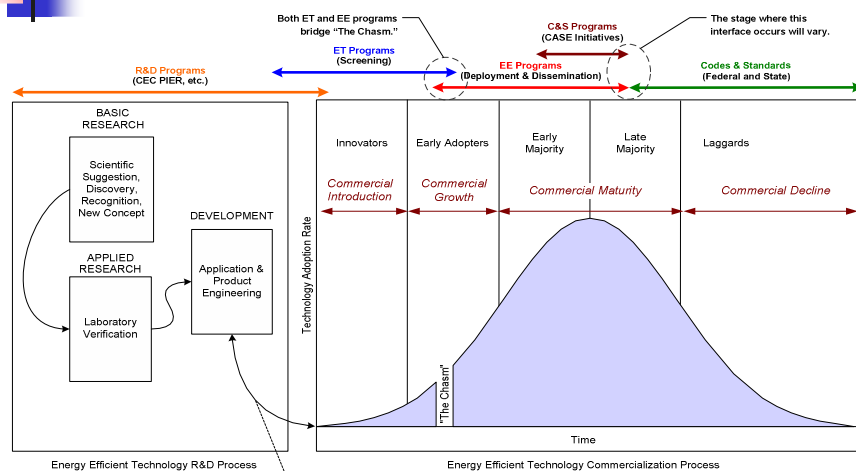 Both ET and EE programs
bridge “The Chasm.”
C&S Programs
(CASE Initiatives)
The stage where this
interface occurs will vary.
ET Programs
(Screening)
R&D Programs
(CEC PIER, etc.)
EE Programs
(Deployment & Dissemination)
Codes & Standards
(Federal and State)
BASIC
RESEARCH
Scientific
Suggestion,
Discovery,
Recognition,
New Concept
DEVELOPMENT
Application &
Product
Engineering
APPLIED
RESEARCH
Laboratory
Verification
Energy Efficient Technology R&D Process
Innovators
Early Adopters
Early
Majority
Late
Majority
Laggards
Commercial
Introduction
Commercial
Growth
Commercial Maturity
Commercial Decline
Technology Adoption Rate
"The Chasm"
Time
Energy Efficient Technology Commercialization Process